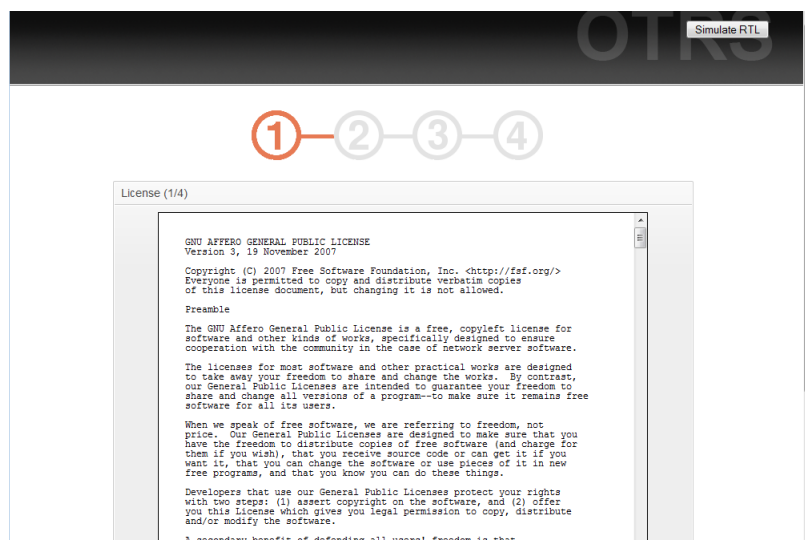 OTRS
Simulate RTL
1 2 3 4
License (1/4)
GNU AFFERO GENERAL PUBLIC LICENSE
Version 3, 19 November 2007
Copyright (C) 2007 Free Software Foundation, Inc. <http://fsf.org/>
Everyone is permitted to copy and distribute verbatim copies
of this license document, but changing it is not allowed.
Preamble
The GNU Affero General Public License is a free, copyleft license for
software and other kinds of works, specifically designed to ensure
cooperation with the community in the case of network server software.
The licenses for most software and other practical works are designed
to take away your freedom to share and change the works.  By contrast,
our General Public Licenses are intended to guarantee your freedom to
share and change all versions of a program--to make sure it remains free
software for all its users.
When we speak of free software, we are referring to freedom, not
price.  Our General Public Licenses are designed to make sure that you
have the freedom to distribute copies of free software (and charge for
them if you wish), that you receive source code or can get it if you
want it, that you can change the software or use pieces of it in new
free programs, and that you know you can do these things.
Developers that use our General Public Licenses protect your rights
with two steps: (1) assert copyright on the software, and (2) offer
you this License which gives you legal permission to copy, distribute
and/or modify the software.
A secondary benefit of defending all users' freedom is that